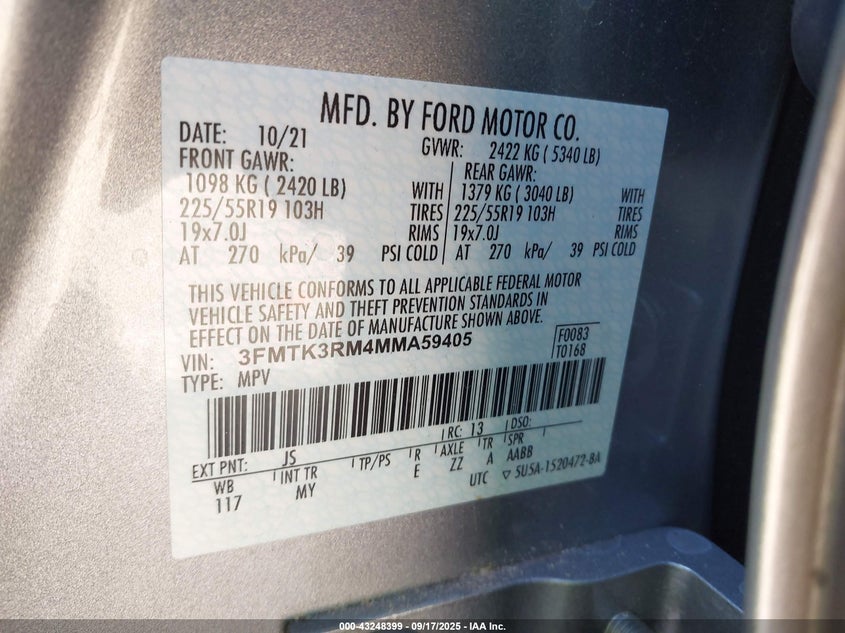 MFD. BY FORD MOTOR CO.
DATE: 10/21 GVWR: 2422 KG ( 5340 LB)
FRONT GAWR: REAR GAWR:
1098 KG ( 2420 LB) WITH 1379 KG ( 3040 LB) WITH
225/55R19 103H TIRES 225/55R19 103H TIRES
19x7.0J RIMS 19x7.0J RIMS
AT 270 kPa/ 39 PSI COLD AT 270 kPa/ 39 PSI COLD
THIS VEHICLE CONFORMS TO ALL APPLICABLE FEDERAL MOTOR
VEHICLE SAFETY AND THEFT PREVENTION STANDARDS IN
EFFECT ON THE DATE OF MANUFACTURE SHOWN ABOVE.
VIN: 3FMTK3RM4MMA59405 F0083
TYPE: MPV T0168
EXT PNT: JS RC: 13 DSO:
WB INT TR TP/PS R AXLE TR SPR
117 MY E ZZ A AABB
UTC ▽ 5U5A-1520472-BA
000-43248399 - 09/17/2025 - IAA Inc.